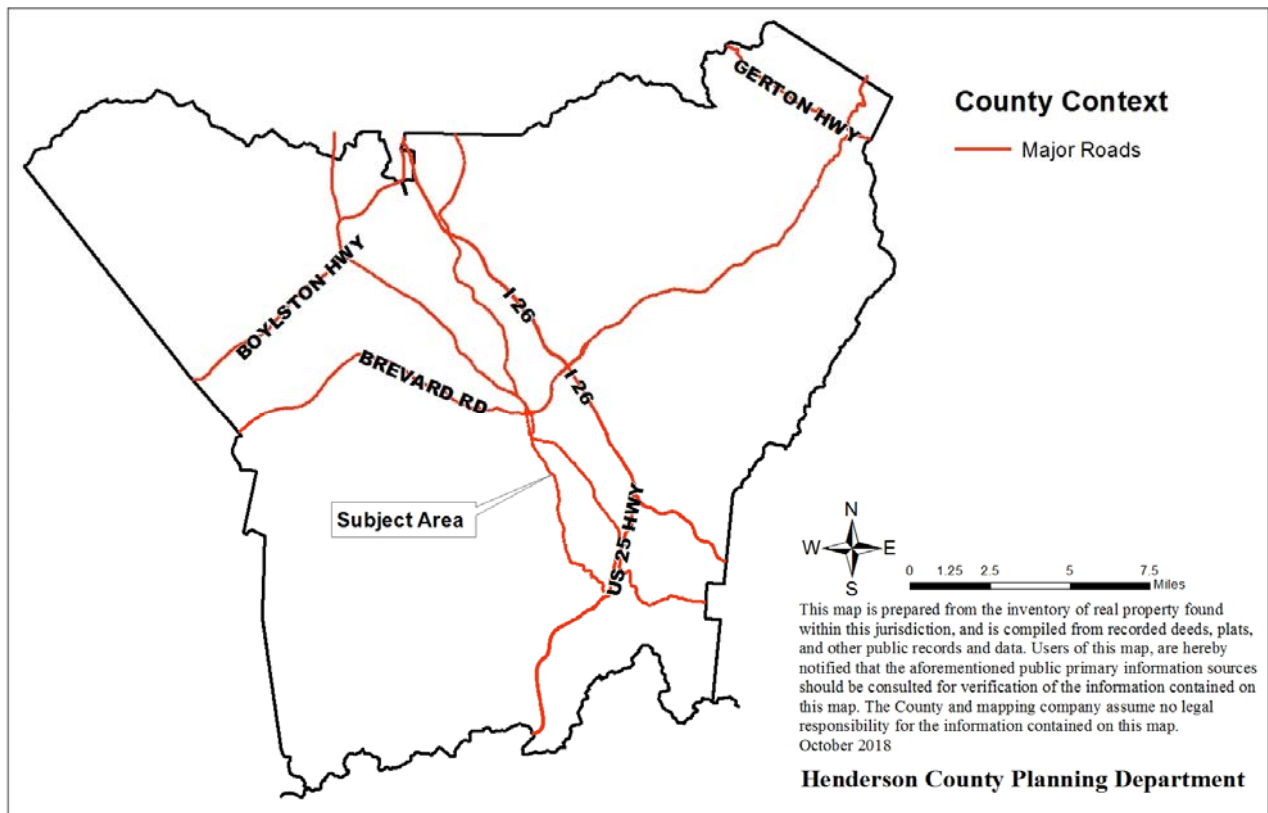 GERTON HWY
County Context
Major Roads
BOYLSTON HWY
I 26
BREVARD RD
I 26
Subject Area
US 25 HWY
N
W
E
S
0 1.25 2.5 5 7.5
Miles
This map is prepared from the inventory of real property found
within this jurisdiction, and is compiled from recorded deeds, plats,
and other public records and data. Users of this map, are hereby
notified that the aforementioned public primary information sources
should be consulted for verification of the information contained on
this map. The County and mapping company assume no legal
responsibility for the information contained on this map.
October 2018
Henderson County Planning Department